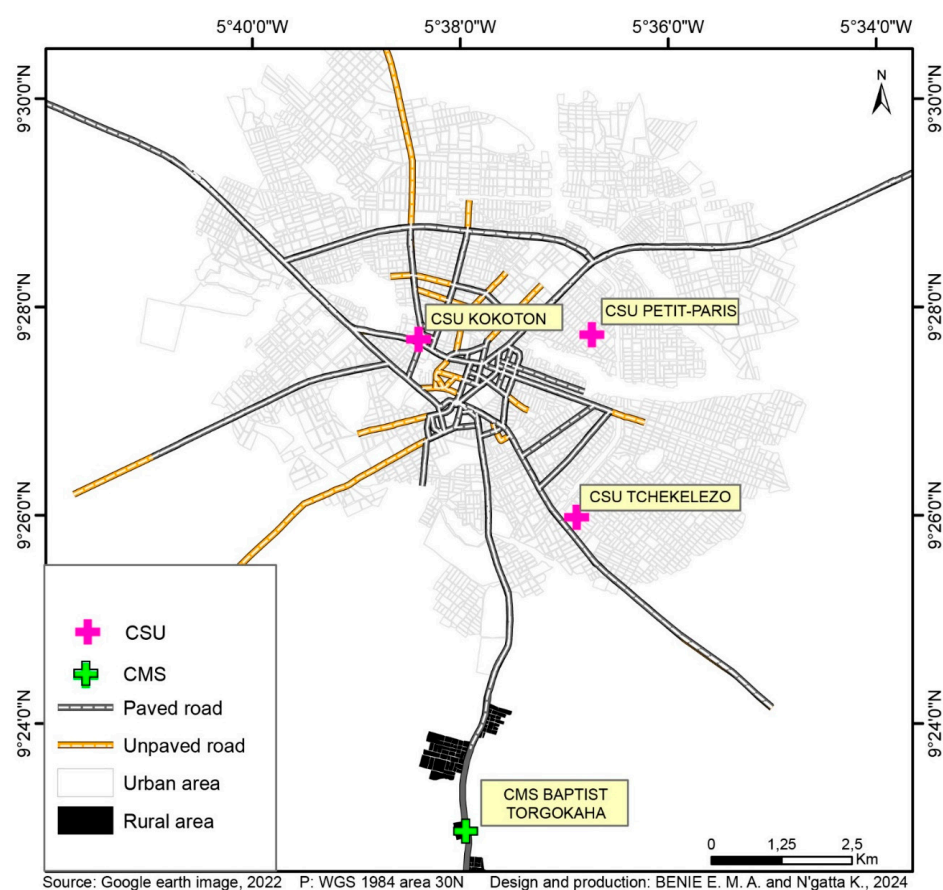 5°40'0"W 5°38'0"W 5°36'0"W 5°34'0"W
N
9°30'0"N 9°30'0"N
9°28'0"N 9°28'0"N
CSU PETIT-PARIS
CSU KOKOTON
CSU TCHEKELEZO
9°26'0"N 9°26'0"N
CSU
CMS
Paved road
9°24'0"N 9°24'0"N
Unpaved road
Urban area
Rural area
CMS BAPTIST
TORGOKAHA
0 1,25 2,5
Km
Source: Google earth image, 2022 P: WGS 1984 area 30N Design and production: BENIE E. M. A. and N'gatta K., 2024